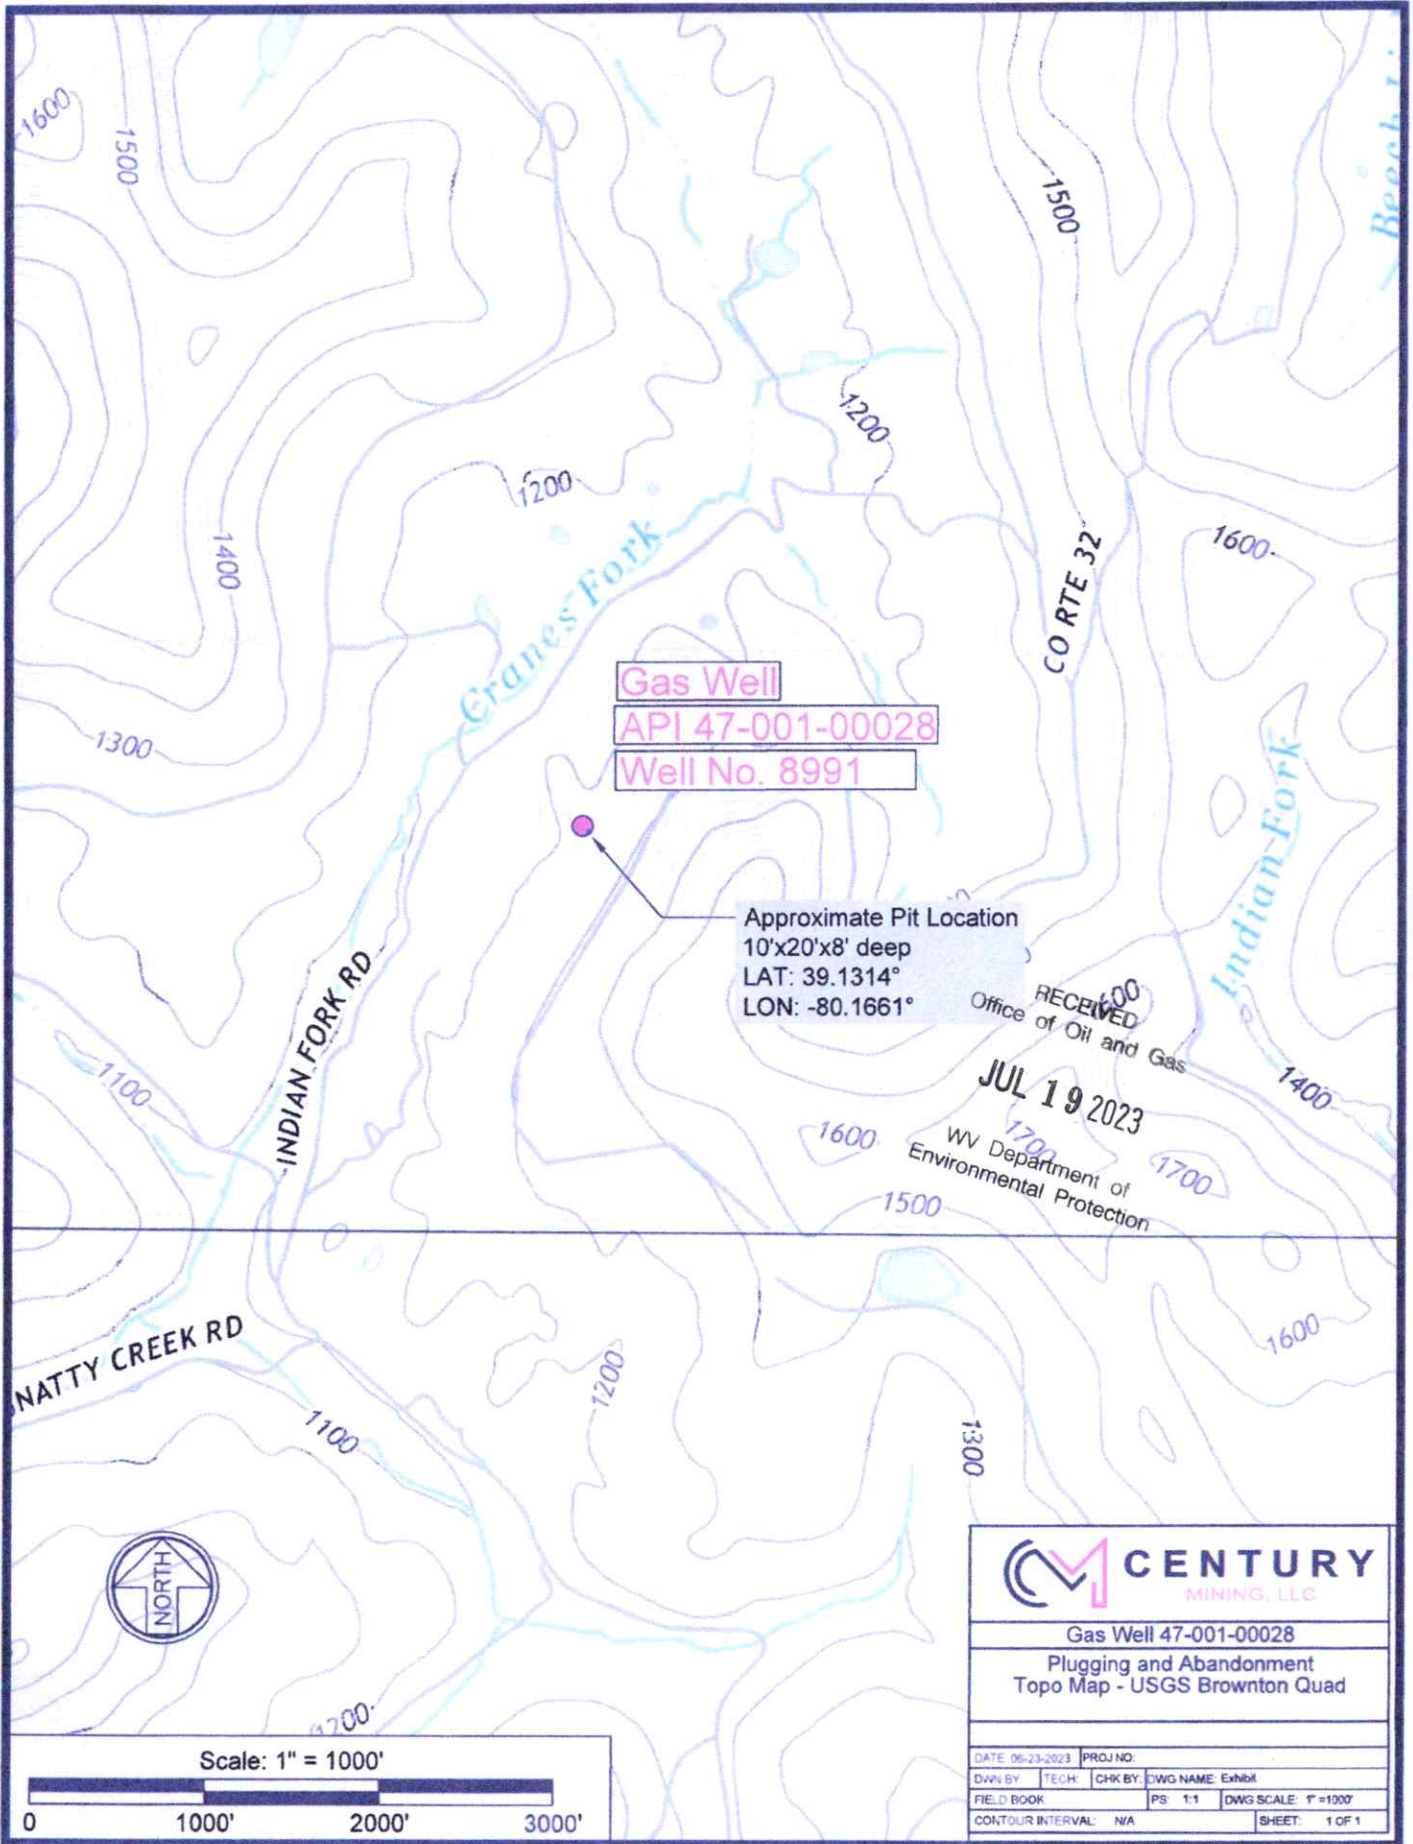 1600
1500
1500
1200
1200
1400
Cranes Fork
CO RTE 32
1600
1300
Gas Well
API 47-001-00028
Well No. 8991
Indian Fork
Approximate Pit Location
10'x20'x8' deep
LAT: 39.1314°
LON: -80.1661°
INDIAN FORK RD
RECEIVED
Office of Oil and Gas
JUL 19 2023
WV Department of
Environmental Protection
1100
1400
1600
1700
1700
1500
NATTY CREEK RD
1600
1200
1100
1300
NORTH
1200
CENTURY
MINING, LLC
Gas Well 47-001-00028
Plugging and Abandonment
Topo Map - USGS Brownton Quad
DATE 06-23-2023 PROJ NO:
DWN BY TECH: CHK BY: DWG NAME: Exhibit
FIELD BOOK PS: 1:1 DWG SCALE: 1"=1000'
CONTOUR INTERVAL: N/A SHEET: 1 OF 1
Scale: 1" = 1000'
0 1000' 2000' 3000'